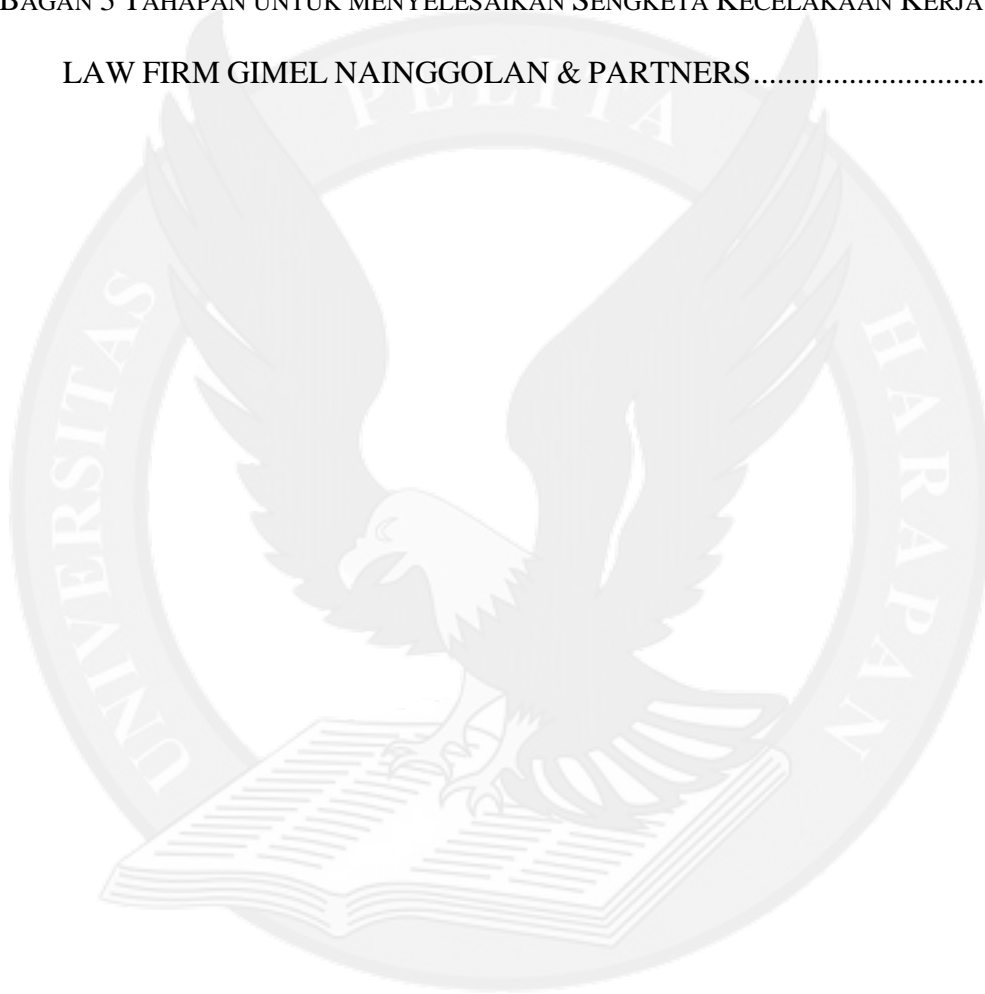 BAGAN 5 TAHAPAN UNTUK MENYELESAIKAN SENGKETA KECELAKAAN KERJA
LAW FIRM GIMEL NAINGGOLAN & PARTNERS............................
UNIVERSITAS PELITA HARAPAN